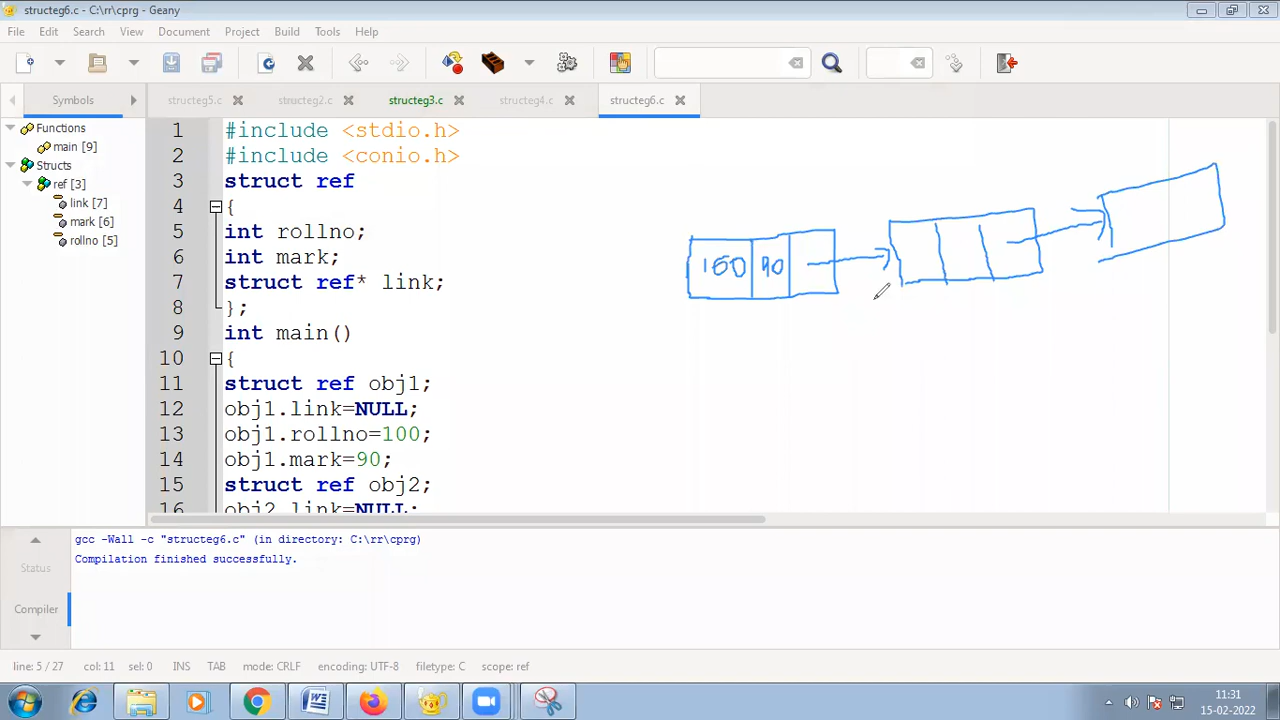 structeg6.c - C:\rr\cprg - Geany
File Edit Search View Document Project Build Tools Help
Symbols structeg5.c structeg2.c structeg3.c structeg4.c structeg6.c
Functions
main [9]
Structs
ref [3]
link [7]
mark [6]
rollno [5]
1 #include <stdio.h>
2 #include <conio.h>
3 struct ref
4 {
5 int rollno;
6 int mark;
7 struct ref* link;
8 };
9 int main()
10 {
11 struct ref obj1;
12 obj1.link=NULL;
13 obj1.rollno=100;
14 obj1.mark=90;
15 struct ref obj2;
16 obj2.link=NULL;
100 90
Status
Compiler
gcc -Wall -c "structeg6.c" (in directory: C:\rr\cprg)
Compilation finished successfully.
line: 5 / 27 col: 11 sel: 0 INS TAB mode: CRLF encoding: UTF-8 filetype: C scope: ref
11:31
15-02-2022